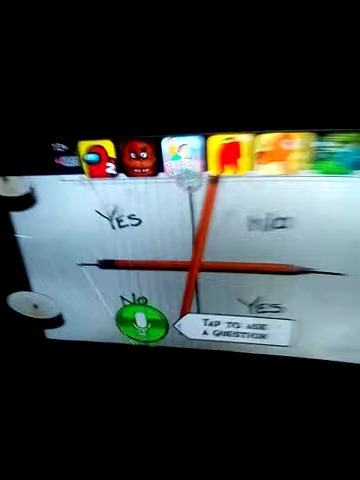 YES NO
NO YES
TAP TO ASK
A QUESTION